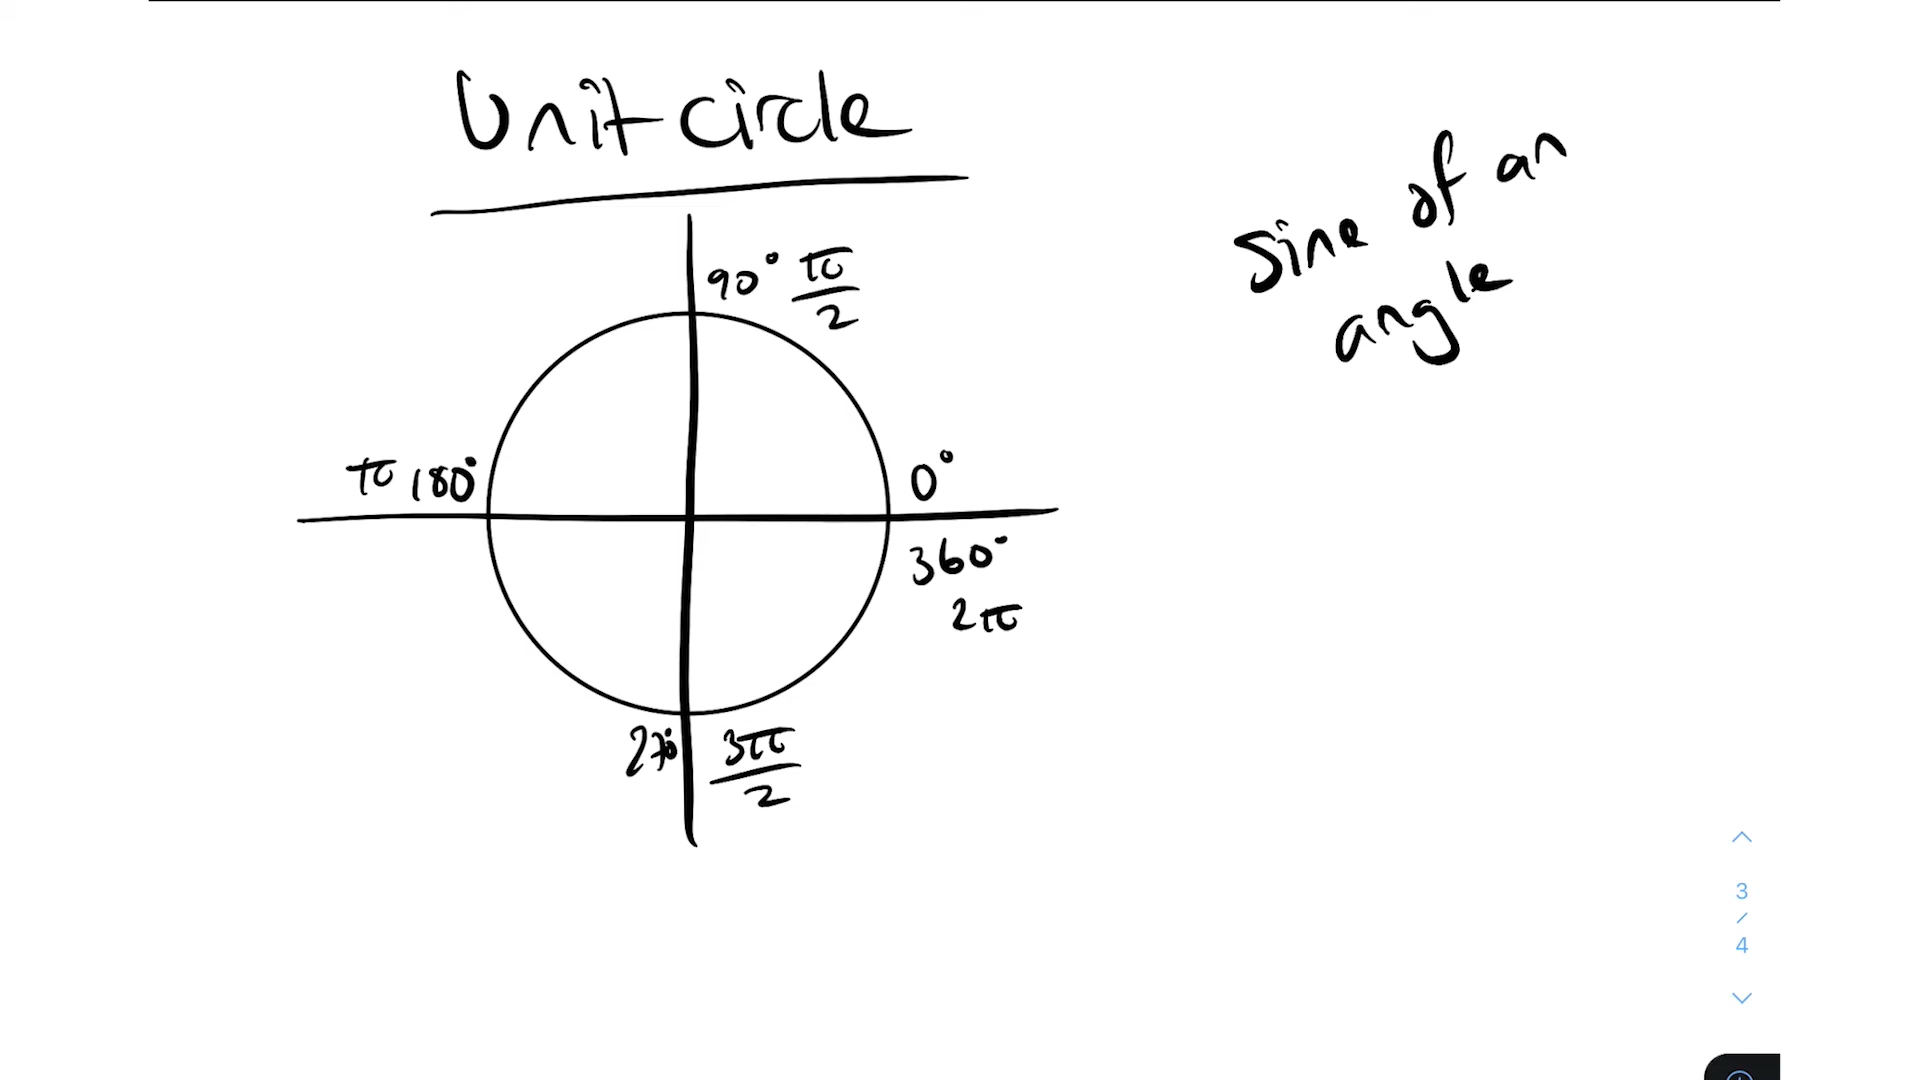 Unit circle
sine of an
angle
90° π/2
π 180°
0°
360°
2π
270° 3π/2
3
/
4